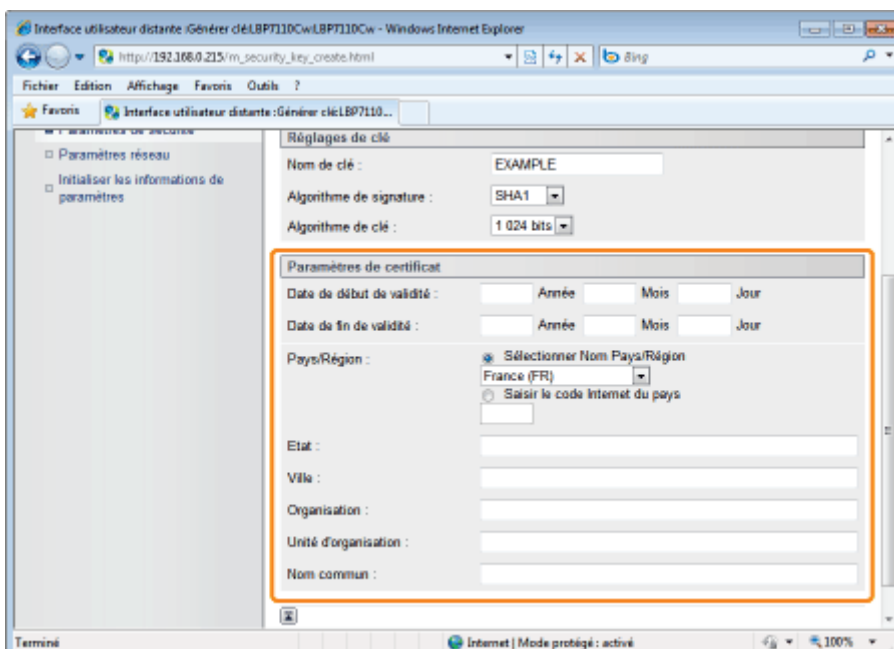 Interface utilisateur distante :Générer clé:LBP7110Cw:LBP7110Cw - Windows Internet Explorer
http://192.168.0.215/m_security_key_create.html
Bing
Fichier Edition Affichage Favoris Outils ?
Favoris Interface utilisateur distante :Générer clé:LBP7110...
Paramètres de sécurité
Paramètres réseau
Initialiser les informations de
paramètres
Réglages de clé
Nom de clé : EXAMPLE
Algorithme de signature : SHA1
Algorithme de clé : 1 024 bits
Paramètres de certificat
Date de début de validité : Année Mois Jour
Date de fin de validité : Année Mois Jour
Pays/Région : Sélectionner Nom Pays/Région
France (FR)
Saisir le code Internet du pays
Etat :
Ville :
Organisation :
Unité d'organisation :
Nom commun :
Terminé Internet | Mode protégé : activé 100%